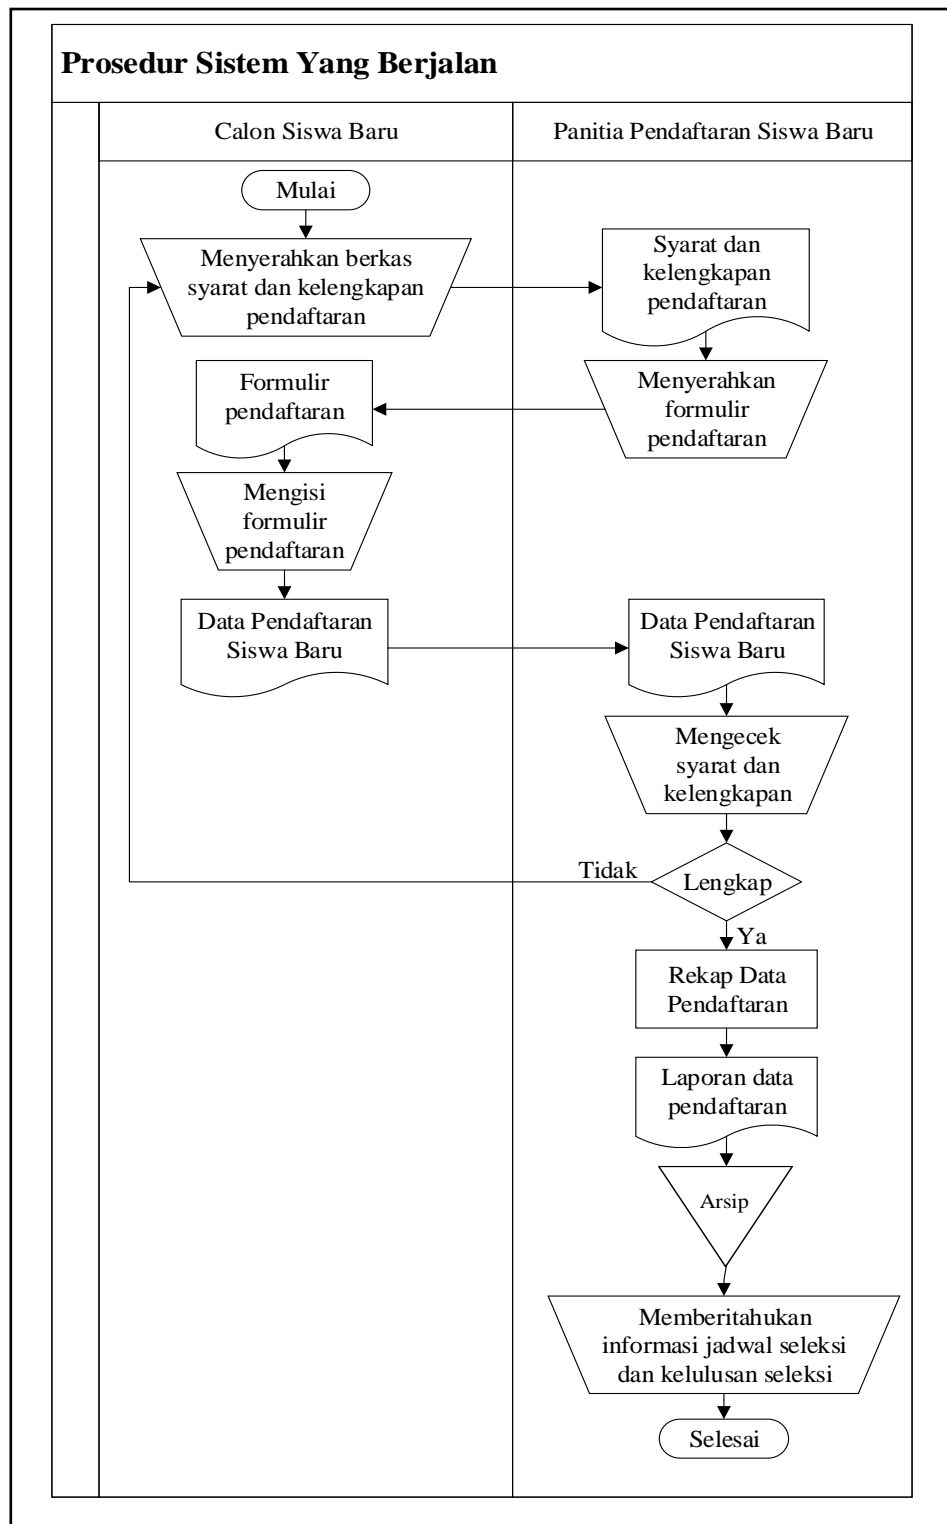 Prosedur Sistem Yang Berjalan
Calon Siswa Baru
Panitia Pendaftaran Siswa Baru
Mulai
Menyerahkan berkas
syarat dan kelengkapan
pendaftaran
Syarat dan
kelengkapan
pendaftaran
Menyerahkan
formulir
pendaftaran
Formulir
pendaftaran
Mengisi
formulir
pendaftaran
Data Pendaftaran
Siswa Baru
Data Pendaftaran
Siswa Baru
Mengecek
syarat dan
kelengkapan
Lengkap
Tidak
Ya
Rekap Data
Pendaftaran
Laporan data
pendaftaran
Arsip
Memberitahukan
informasi jadwal seleksi
dan kelulusan seleksi
Selesai